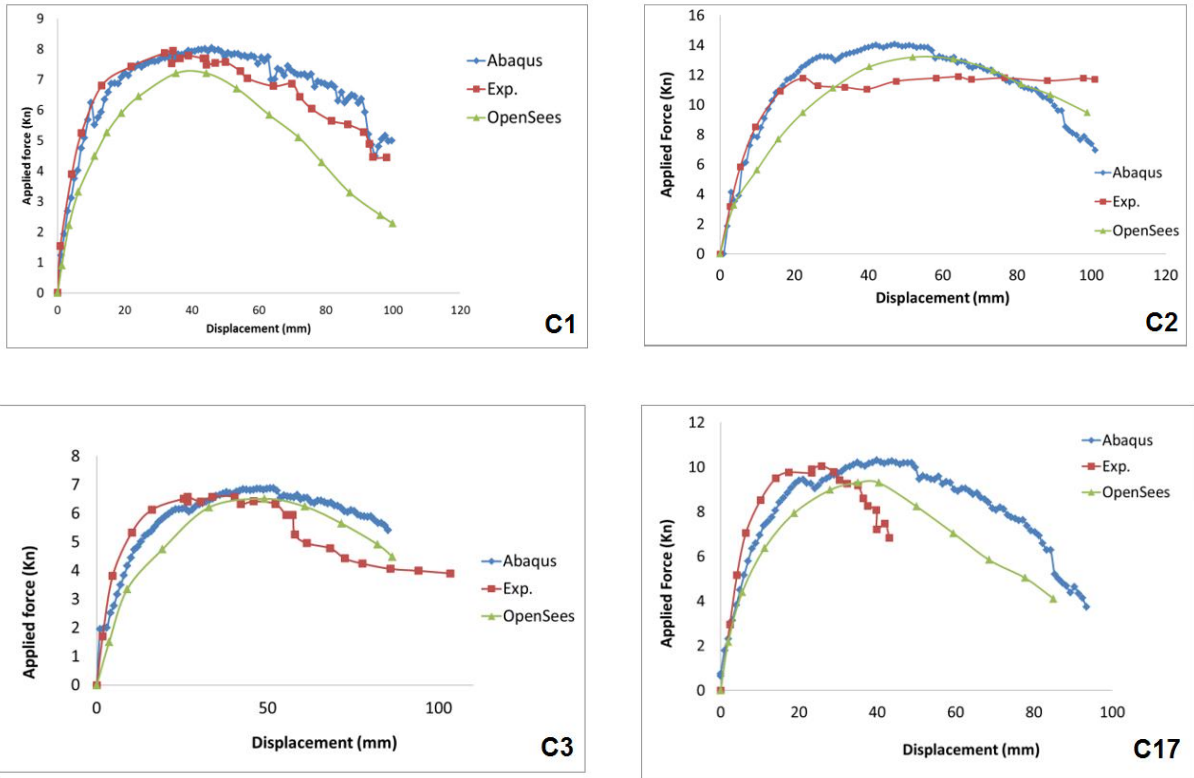 9
8
7
6
5
4
3
2
1
0
Applied force (Kn)
0 20 40 60 80 100 120
Displacement (mm)
Abaqus
Exp.
OpenSees
C1
16
14
12
10
8
6
4
2
0
Applied Force (Kn)
0 20 40 60 80 100 120
Displacement (mm)
Abaqus
Exp.
OpenSees
C2
8
7
6
5
4
3
2
1
0
Applied force (Kn)
0 50 100
Displacement (mm)
Abaqus
Exp.
OpenSees
C3
12
10
8
6
4
2
0
Applied Force (Kn)
0 20 40 60 80 100
Displacement (mm)
Abaqus
Exp.
OpenSees
C17